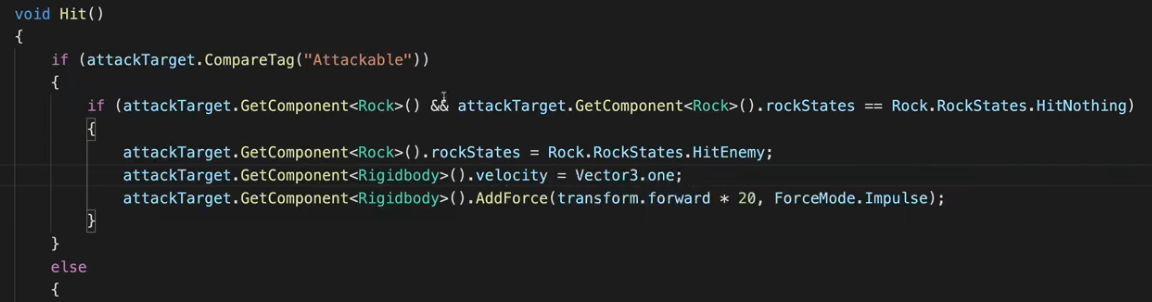 void Hit()
{
if (attackTarget.CompareTag("Attackable"))
{
if (attackTarget.GetComponent<Rock>() && attackTarget.GetComponent<Rock>().rockStates == Rock.RockStates.HitNothing)
{
attackTarget.GetComponent<Rock>().rockStates = Rock.RockStates.HitEnemy;
attackTarget.GetComponent<Rigidbody>().velocity = Vector3.one;
attackTarget.GetComponent<Rigidbody>().AddForce(transform.forward * 20, ForceMode.Impulse);
}
}
else
{